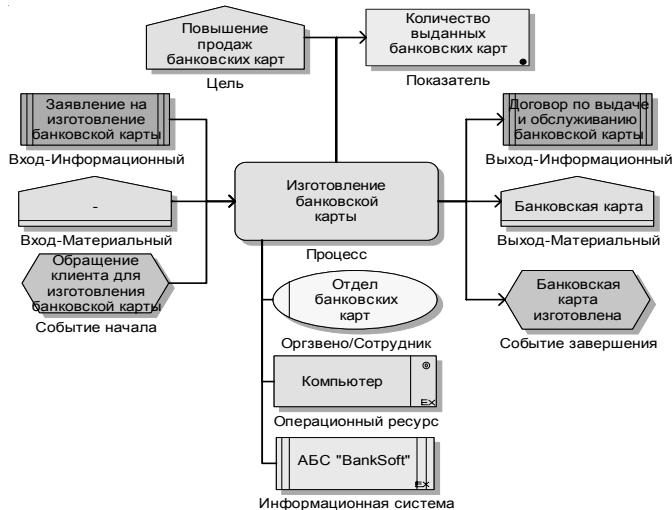 Повышение
продаж
банковских карт
Цель
Количество
выданных
банковских карт
Показатель
Заявление на
изготовление
банковской карты
Вход-Информационный
-
Вход-Материальный
Обращение
клиента для
изготовления
банковской карты
Событие начала
Изготовление
банковской
карты
Процесс
Договор по выдаче
и обслуживанию
банковской карты
Выход-Информационный
Банковская карта
Выход-Материальный
Банковская
карта
изготовлена
Событие завершения
Отдел
банковских
карт
Оргзвено/Сотрудник
Компьютер
EX
Операционный ресурс
АБС "BankSoft"
EX
Информационная система